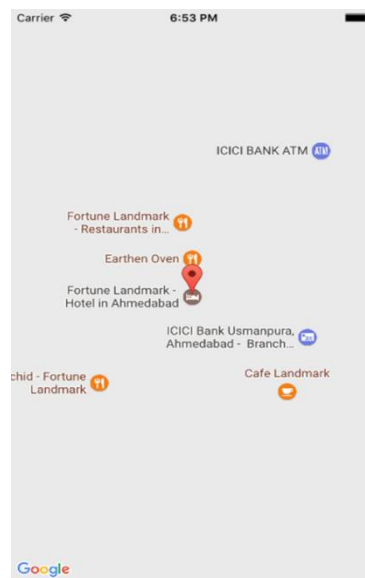 Carrier 6:53 PM
ICICI BANK ATM
ATM
Fortune Landmark
- Restaurants in...
Earthen Oven
Fortune Landmark -
Hotel in Ahmedabad
ICICI Bank Usmanpura,
Ahmedabad - Branch...
chid - Fortune
Landmark
Cafe Landmark
Google